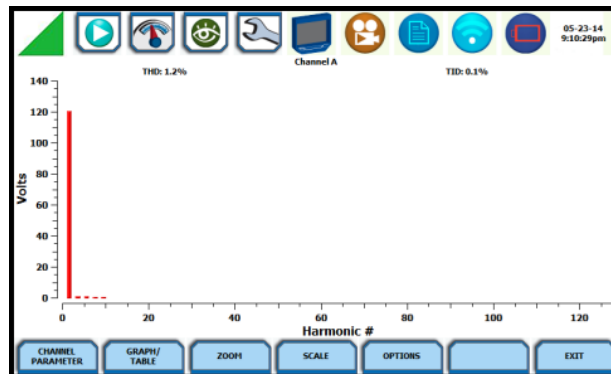 05-23-14
9:10:29pm
Channel A
THD: 1.2% TID: 0.1%
140
120
100
80
60
40
20
0
Volts
0 20 40 60 80 100 120
Harmonic #
CHANNEL PARAMETER GRAPH/ TABLE ZOOM SCALE OPTIONS EXIT